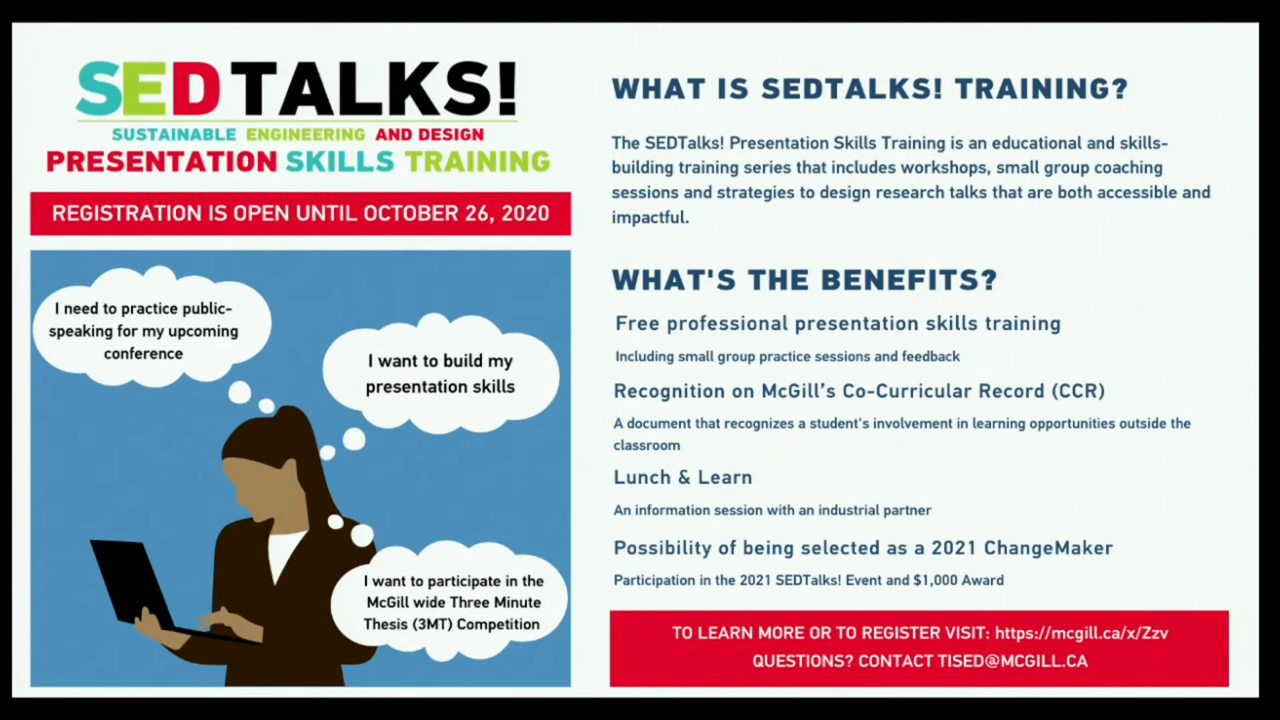 SEDTALKS!
SUSTAINABLE ENGINEERING AND DESIGN
PRESENTATION SKILLS TRAINING
REGISTRATION IS OPEN UNTIL OCTOBER 26, 2020
I need to practice public-
speaking for my upcoming
conference
I want to build my
presentation skills
I want to participate in the
McGill wide Three Minute
Thesis (3MT) Competition
WHAT IS SEDTALKS! TRAINING?
The SEDTalks! Presentation Skills Training is an educational and skills-
building training series that includes workshops, small group coaching
sessions and strategies to design research talks that are both accessible and
impactful.
WHAT'S THE BENEFITS?
Free professional presentation skills training
Including small group practice sessions and feedback
Recognition on McGill's Co-Curricular Record (CCR)
A document that recognizes a student's involvement in learning opportunities outside the
classroom
Lunch & Learn
An information session with an industrial partner
Possibility of being selected as a 2021 ChangeMaker
Participation in the 2021 SEDTalks! Event and $1,000 Award
TO LEARN MORE OR TO REGISTER VISIT: https://mcgill.ca/x/Zzv
QUESTIONS? CONTACT TISED@MCGILL.CA